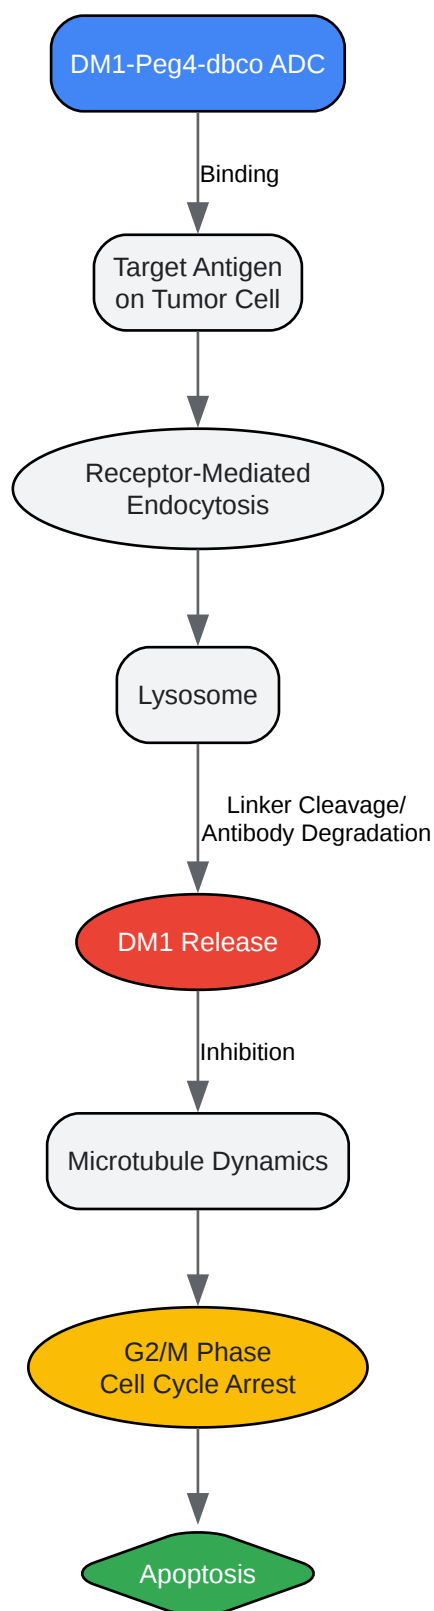 DM1-Peg4-dbco ADC
Binding
Target Antigen
on Tumor Cell
Receptor-Mediated
Endocytosis
Lysosome
Linker Cleavage/
Antibody Degradation
DM1 Release
Inhibition
Microtubule Dynamics
G2/M Phase
Cell Cycle Arrest
Apoptosis